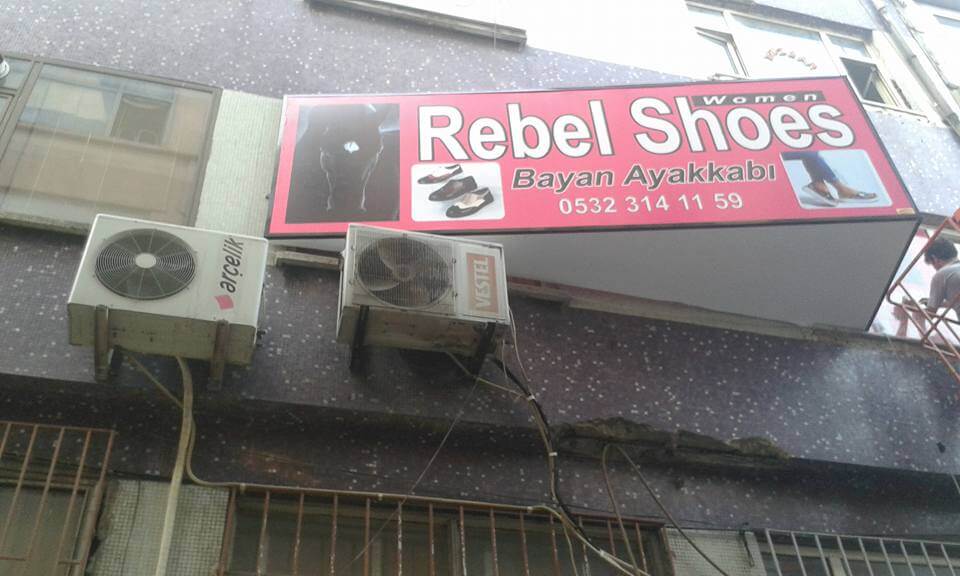 Women
Rebel Shoes
Bayan Ayakkabı
0532 314 11 59
arçelik
VESTEL